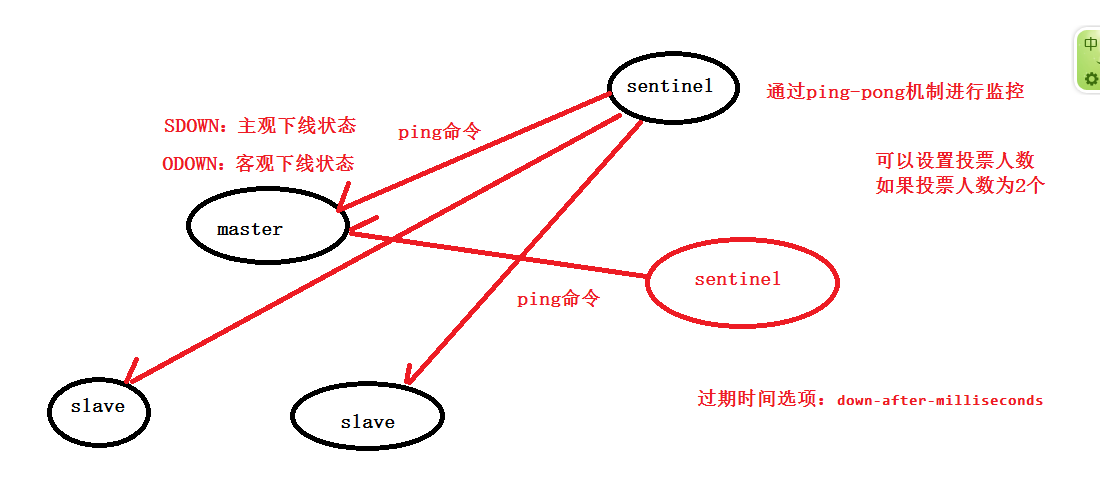 sentinel
通过ping-pong机制进行监控
中
SDOWN：主观下线状态
ping命令
ODOWN：客观下线状态
可以设置投票人数
如果投票人数为2个
master
sentinel
ping命令
过期时间选项：down-after-milliseconds
slave
slave